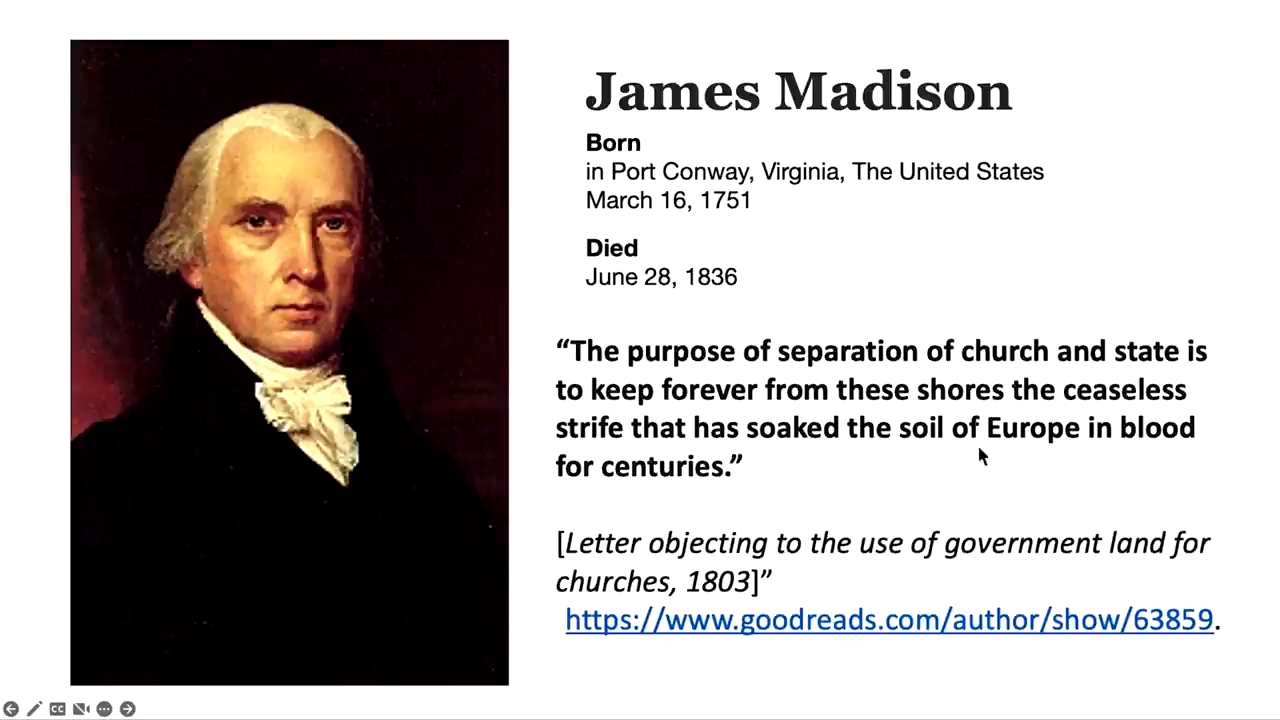 James Madison
Born
in Port Conway, Virginia, The United States
March 16, 1751
Died
June 28, 1836
“The purpose of separation of church and state is
to keep forever from these shores the ceaseless
strife that has soaked the soil of Europe in blood
for centuries.”
[Letter objecting to the use of government land for
churches, 1803]”
https://www.goodreads.com/author/show/63859.
CC